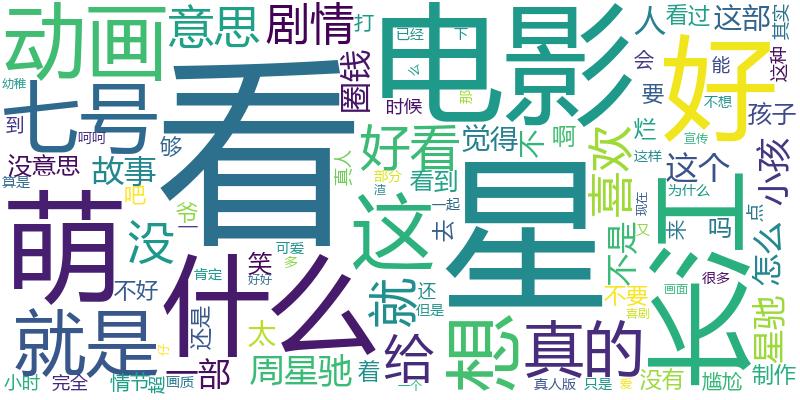 动画
意思
剧情
打
电影
人
看过
这部
其实
已经
下
幼稚
七号
看
圈钱
么
那
会
能
这种
好
要
不想
时候
到
呵呵
够
好看
觉得
不
啊
烂
宣传
孩子
没意思
故事
真人
看到
喜欢
这个
这样
小孩
算是
吧
爷
一
部分
渣
一起
星
为什么
萌
没
这
去
现在
点
长江
来
吗
怎么
笑
可爱
多
不是
又
不好
什么
肯定
好好
就
还
但是
不要
很多
画面
就是
还是
太
想
真的
喜剧
星驰
仔
一部
周星驰
着
给
小时
完全
情节
超
画质
一个
真人版
只是
爱
没有
尴尬
制作